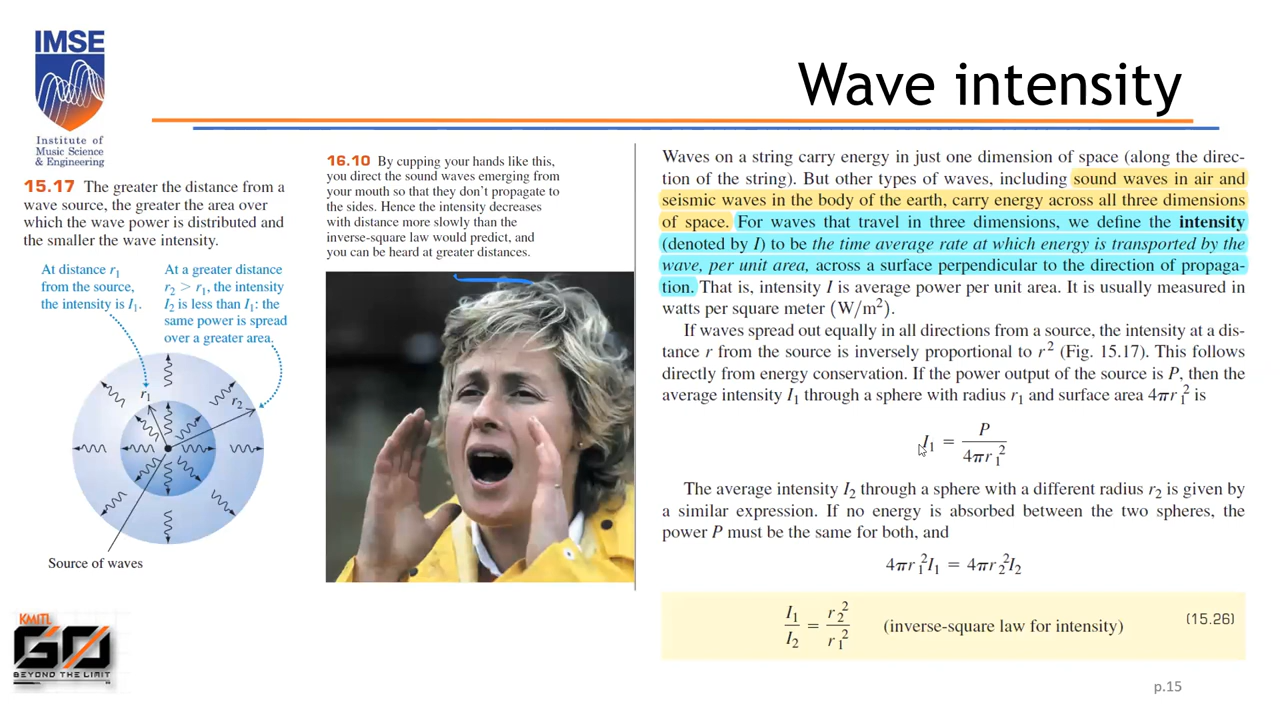 IMSE
Institute of
Music Science
& Engineering
Wave intensity
15.17 The greater the distance from a
wave source, the greater the area over
which the wave power is distributed and
the smaller the wave intensity.
At distance r₁
from the source,
the intensity is I₁.
At a greater distance
r₂ > r₁, the intensity
I₂ is less than I₁: the
same power is spread
over a greater area.
r₁
r₂
Source of waves
16.10 By cupping your hands like this,
you direct the sound waves emerging from
your mouth so that they don't propagate to
the sides. Hence the intensity decreases
with distance more slowly than the
inverse-square law would predict, and
you can be heard at greater distances.
Waves on a string carry energy in just one dimension of space (along the direc-
tion of the string). But other types of waves, including sound waves in air and
seismic waves in the body of the earth, carry energy across all three dimensions
of space. For waves that travel in three dimensions, we define the intensity
(denoted by I) to be the time average rate at which energy is transported by the
wave, per unit area, across a surface perpendicular to the direction of propaga-
tion. That is, intensity I is average power per unit area. It is usually measured in
watts per square meter (W/m²).
If waves spread out equally in all directions from a source, the intensity at a dis-
tance r from the source is inversely proportional to r² (Fig. 15.17). This follows
directly from energy conservation. If the power output of the source is P, then the
average intensity I₁ through a sphere with radius r₁ and surface area 4πr₁² is
I₁ = P / 4πr₁²
The average intensity I₂ through a sphere with a different radius r₂ is given by
a similar expression. If no energy is absorbed between the two spheres, the
power P must be the same for both, and
4πr₁²I₁ = 4πr₂²I₂
I₁/I₂ = r₂²/r₁² (inverse-square law for intensity) (15.26)
KMITL
GO
BEYOND THE LIMIT
p.15